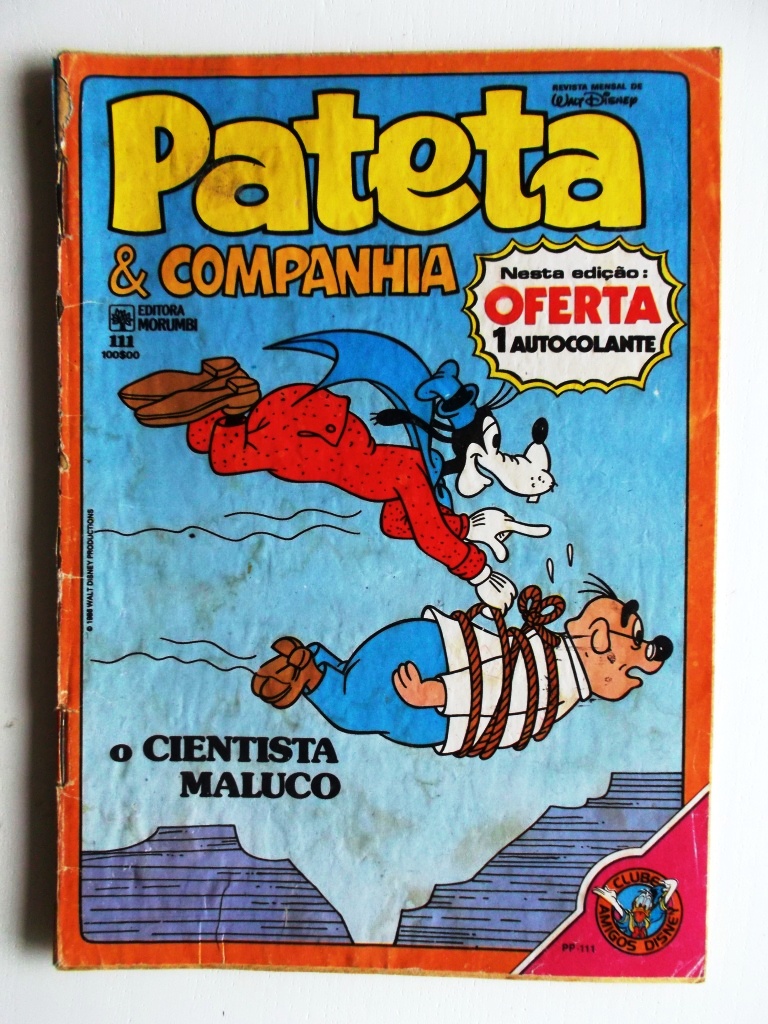 REVISTA MENSAL DE
Walt Disney
Pateta
& COMPANHIA
Nesta edição:
OFERTA
1 AUTOCOLANTE
EDITORA
MORUMBI
111
100$00
© 1986 WALT DISNEY PRODUCTIONS
O CIENTISTA
MALUCO
CLUBE
AMIGOS DISNEY
PP-111